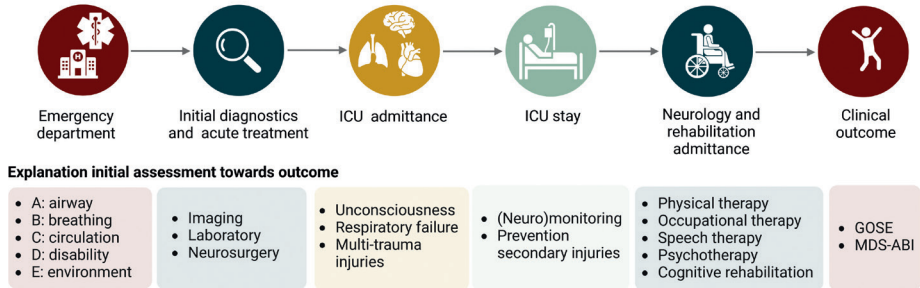 H
Emergency
department
Initial diagnostics
and acute treatment
ICU admittance
ICU stay
Neurology and
rehabilitation
admittance
Clinical
outcome
Explanation initial assessment towards outcome
• A: airway
• B: breathing
• C: circulation
• D: disability
• E: environment
• Imaging
• Laboratory
• Neurosurgery
• Unconsciousness
• Respiratory failure
• Multi-trauma
injuries
• (Neuro)monitoring
• Prevention
secondary injuries
• Physical therapy
• Occupational therapy
• Speech therapy
• Psychotherapy
• Cognitive rehabilitation
• GOSE
• MDS-ABI